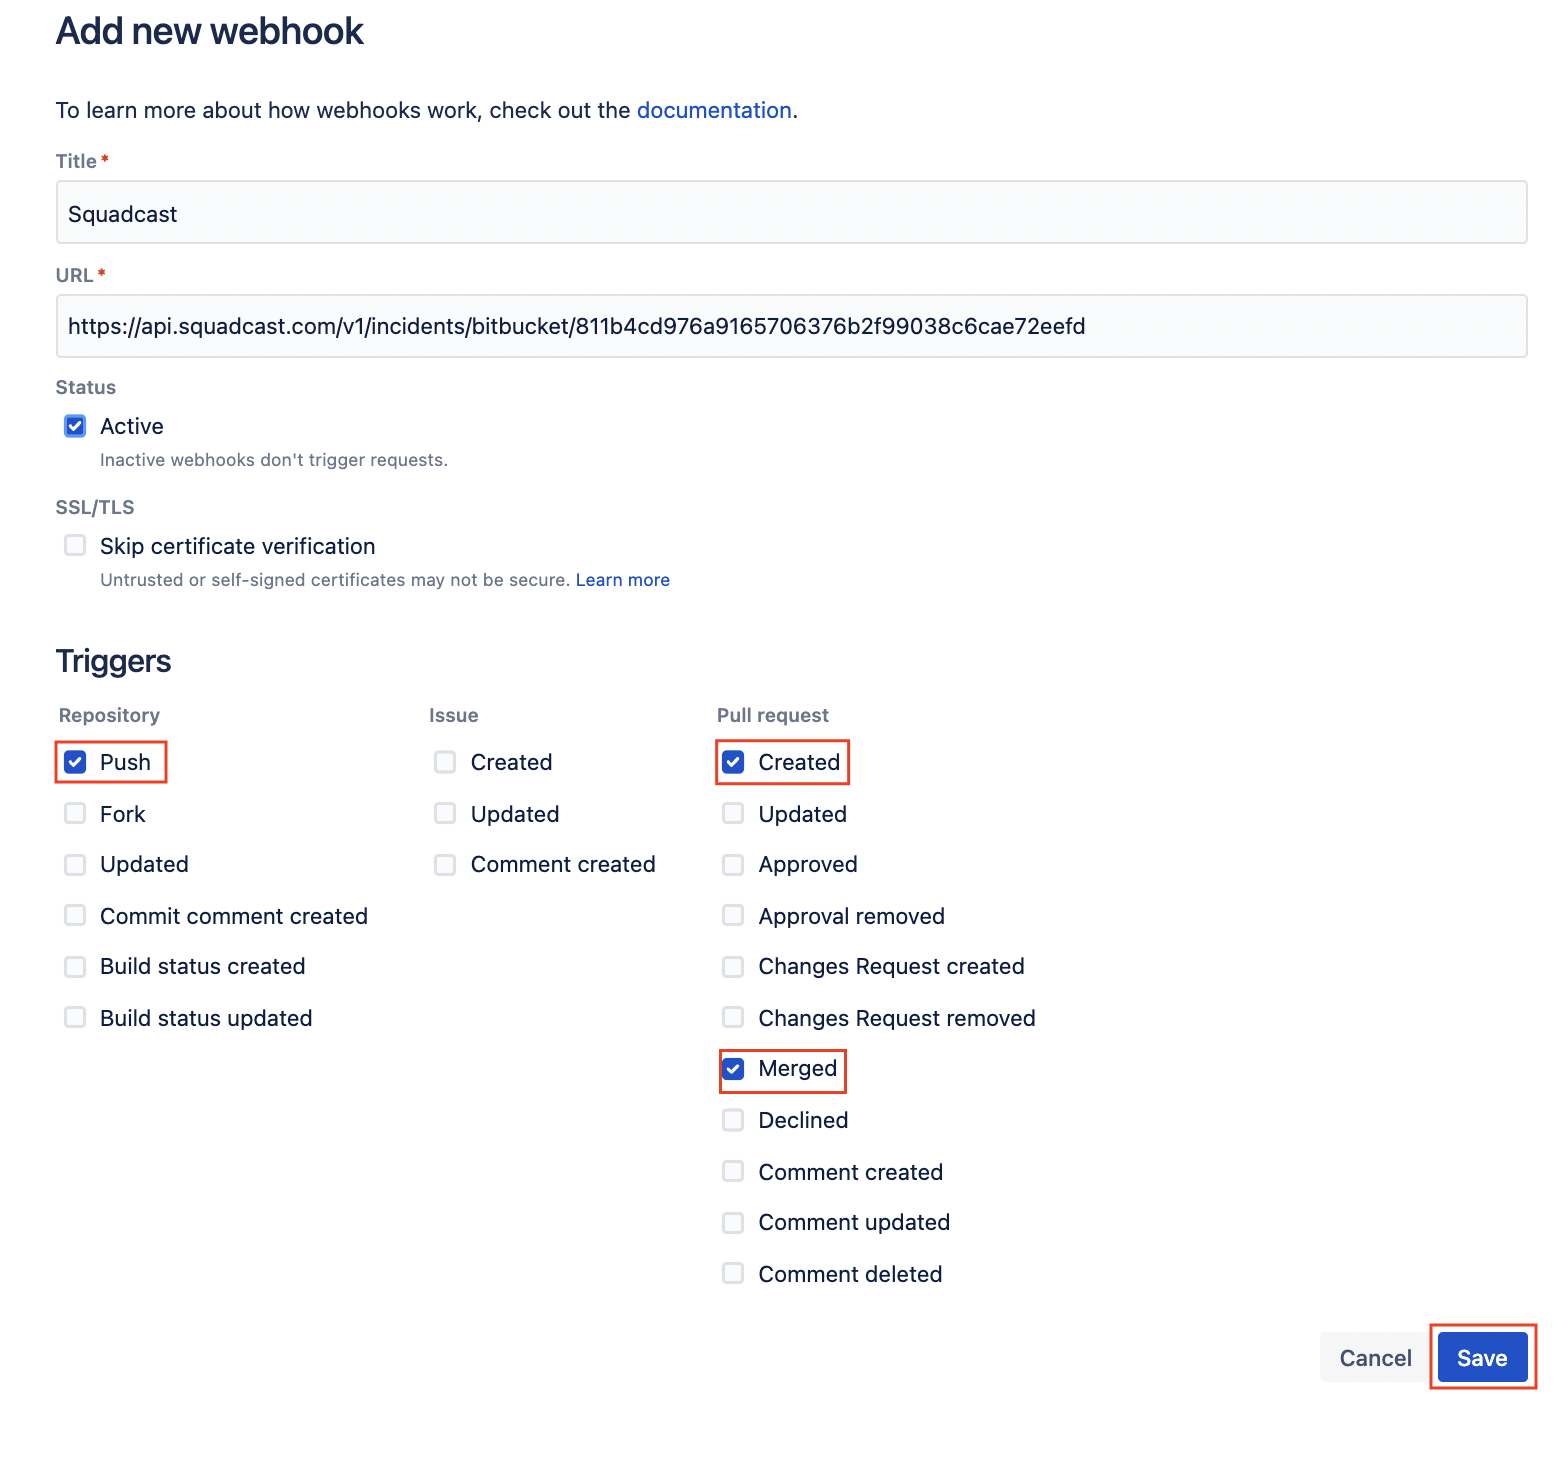 Add new webhook
To learn more about how webhooks work, check out the documentation.
Title*
Squadcast
URL*
https://api.squadcast.com/v1/incidents/bitbucket/811b4cd976a9165706376b2f99038c6cae72eefd
Status
Active
Inactive webhooks don't trigger requests.
SSL/TLS
Skip certificate verification
Untrusted or self-signed certificates may not be secure. Learn more
Triggers
Repository
Push
Fork
Updated
Commit comment created
Build status created
Build status updated
Issue
Created
Updated
Comment created
Pull request
Created
Updated
Approved
Approval removed
Changes Request created
Changes Request removed
Merged
Declined
Comment created
Comment updated
Comment deleted
Cancel
Save